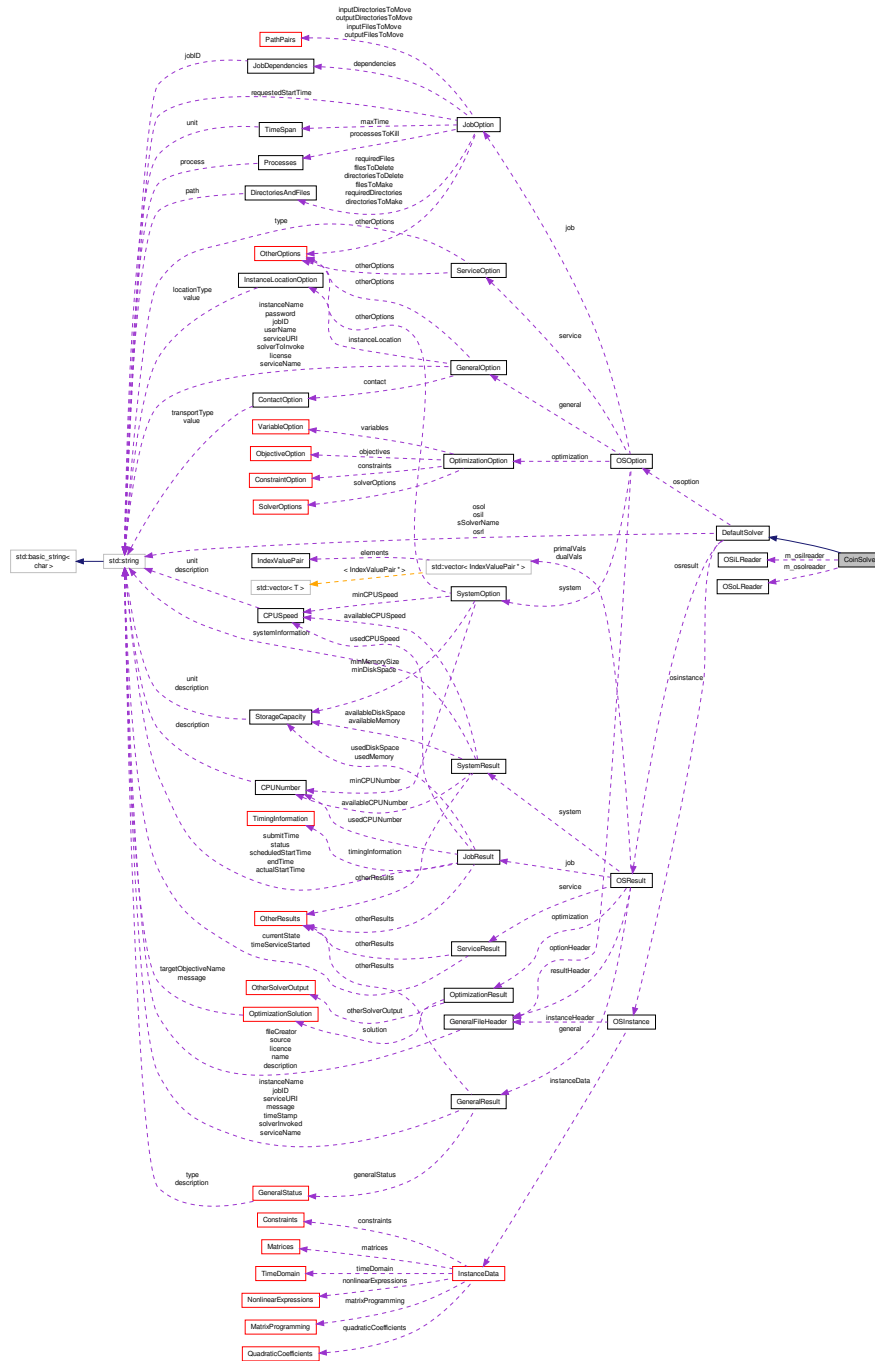 inputDirectoriesToMove
outputDirectoriesToMove
inputFilesToMove
outputFilesToMove
PathPairs
jobID
JobDependencies
dependencies
requestedStartTime
unit
TimeSpan
maxTime
JobOption
processesToKill
process
Processes
requiredFiles
filesToDelete
directoriesToDelete
filesToMake
requiredDirectories
directoriesToMake
path
DirectoriesAndFiles
type
otherOptions
job
OtherOptions
otherOptions
ServiceOption
InstanceLocationOption
otherOptions
locationType
value
instanceName
password
jobID
userName
serviceURI
solverToInvoke
license
serviceName
otherOptions
service
instanceLocation
GeneralOption
contact
general
ContactOption
transportType
value
VariableOption
variables
ObjectiveOption
objectives
OptimizationOption
optimization
OSOption
ConstraintOption
constraints
solverOptions
SolverOptions
osoption
osol
osil
sSolverName
osrl
DefaultSolver
std::basic_string<
char >
std::string
unit
description
IndexValuePair
elements
std::vector< IndexValuePair * >
primalVals
dualVals
osresult
OSiLReader
m_osilreader
m_osolreader
CoinSolver
OSoLReader
std::vector< T >
< IndexValuePair * >
system
minCPUSpeed
SystemOption
CPUSpeed
availableCPUSpeed
systemInformation
usedCPUSpeed
minMemorySize
minDiskSpace
osinstance
unit
description
StorageCapacity
availableDiskSpace
availableMemory
description
usedDiskSpace
usedMemory
SystemResult
CPUNumber
minCPUNumber
availableCPUNumber
system
TimingInformation
usedCPUNumber
submitTime
status
scheduledStartTime
endTime
actualStartTime
timingInformation
JobResult
job
otherResults
OSResult
service
OtherResults
otherResults
optimization
currentState
timeServiceStarted
otherResults
ServiceResult
optionHeader
otherResults
resultHeader
targetObjectiveName
message
OtherSolverOutput
OptimizationResult
otherSolverOutput
OptimizationSolution
solution
GeneralFileHeader
instanceHeader
OSInstance
general
fileCreator
source
licence
name
description
instanceName
jobID
serviceURI
message
timeStamp
solverInvoked
serviceName
GeneralResult
instanceData
type
description
GeneralStatus
generalStatus
Constraints
constraints
Matrices
matrices
TimeDomain
timeDomain
InstanceData
nonlinearExpressions
NonlinearExpressions
matrixProgramming
MatrixProgramming
quadraticCoefficients
QuadraticCoefficients